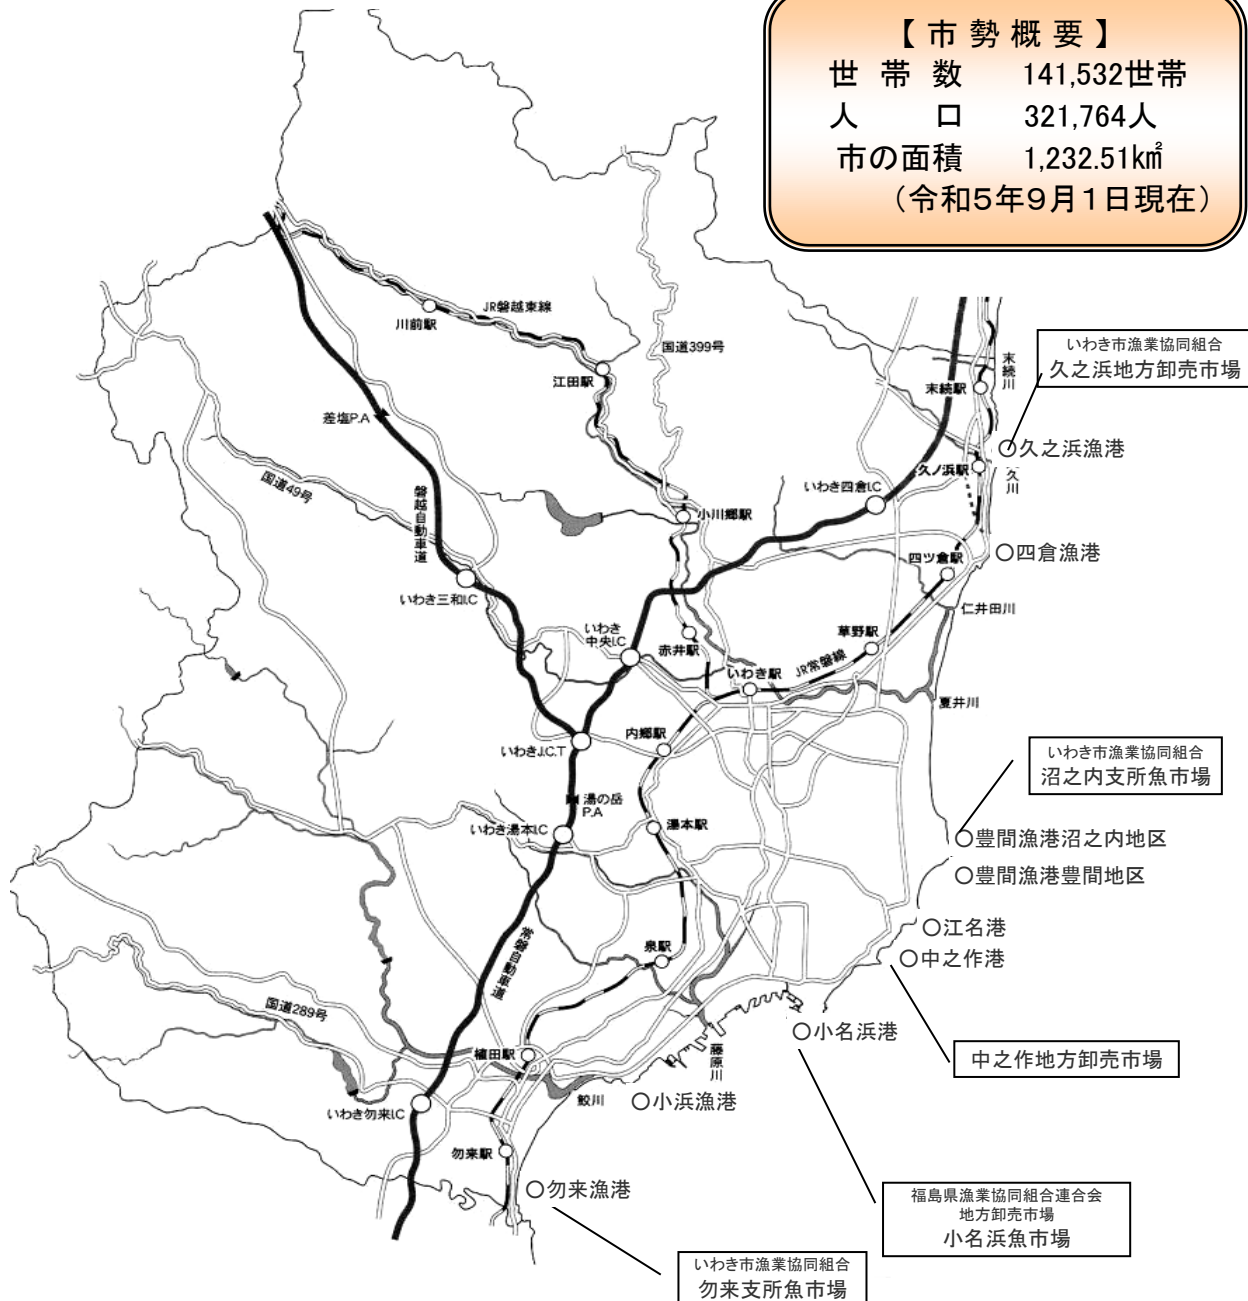 【市勢概要】
世帯数 141,532世帯
人口 321,764人
市の面積 1,232.51㎢
（令和5年9月1日現在）
JR磐越東線
川前駅
国道399号
江田駅
末続川
末続駅
いわき市漁業協同組合
久之浜地方卸売市場
差塩P.A
○久之浜漁港
久ノ浜駅
久川
国道49号
磐越自動車道
いわき四倉I.C
小川郷駅
○四倉漁港
四ツ倉駅
いわき三和I.C
仁井田川
いわき
中央I.C
赤井駅
草野駅
JR常磐線
いわき駅
夏井川
内郷駅
いわきJ.C.T
いわき市漁業協同組合
沼之内支所魚市場
湯の岳
P.A
いわき湯本I.C
湯本駅
○豊間漁港沼之内地区
○豊間漁港豊間地区
○江名港
常磐自動車道
泉駅
○中之作港
国道289号
○小名浜港
植田駅
藤原川
中之作地方卸売市場
いわき勿来I.C
鮫川
○小浜漁港
勿来駅
○勿来漁港
福島県漁業協同組合連合会
地方卸売市場
小名浜魚市場
いわき市漁業協同組合
勿来支所魚市場